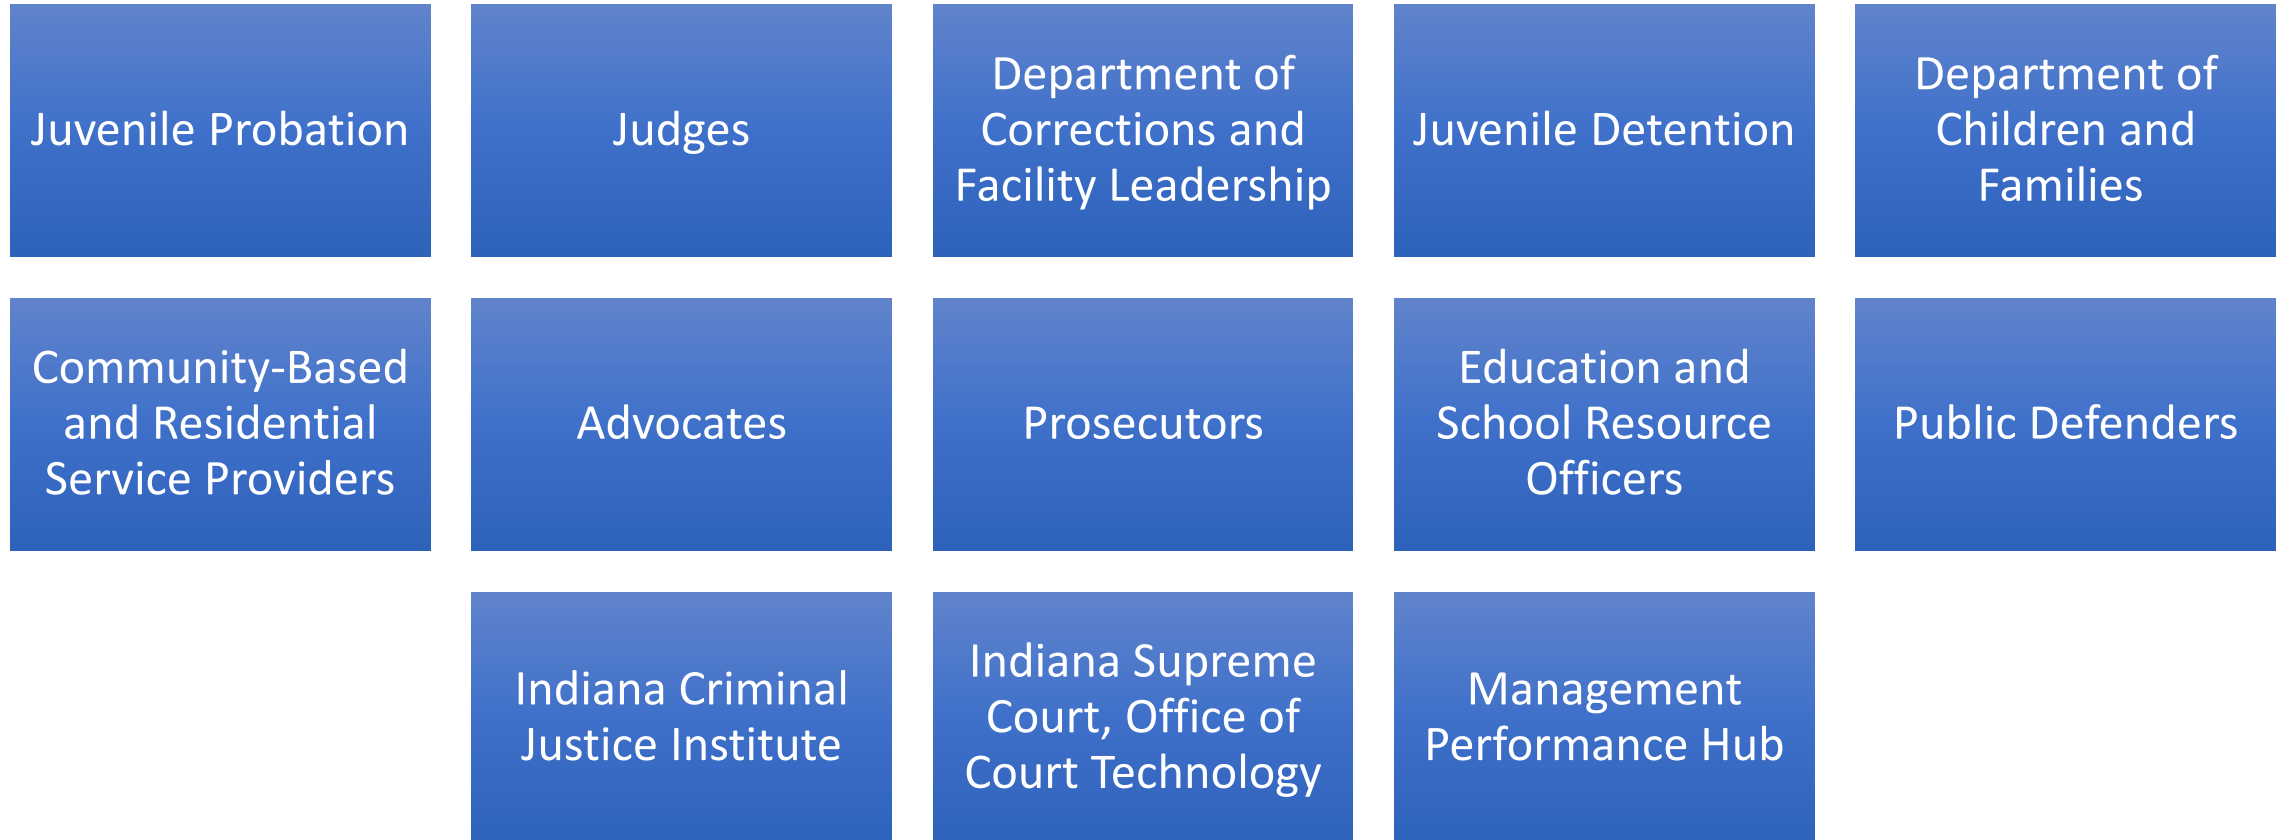 Juvenile Probation
Judges
Department of
Corrections and
Facility Leadership
Juvenile Detention
Department of
Children and
Families
Community-Based
and Residential
Service Providers
Advocates
Prosecutors
Education and
School Resource
Officers
Public Defenders
Indiana Criminal
Justice Institute
Indiana Supreme
Court, Office of
Court Technology
Management
Performance Hub